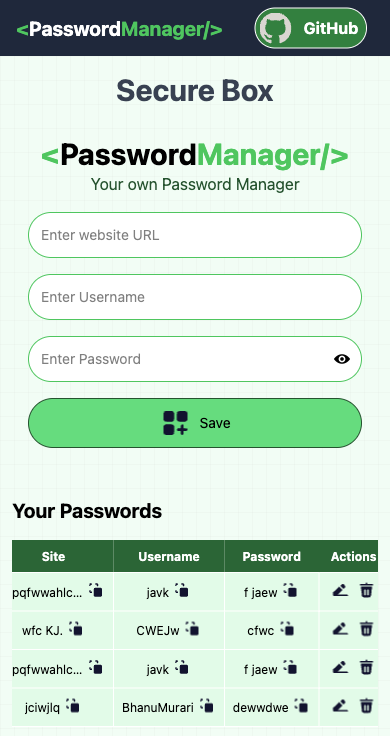 <PasswordManager/>
GitHub
Secure Box
<PasswordManager/>
Your own Password Manager
Enter website URL
Enter Username
Enter Password
Save
Your Passwords
Site Username Password Actions
pqfwwahlc... javk f jaew
wfc KJ. CWEJw cfwc
pqfwwahlc... javk f jaew
jciwjlq BhanuMurari dewwdwe